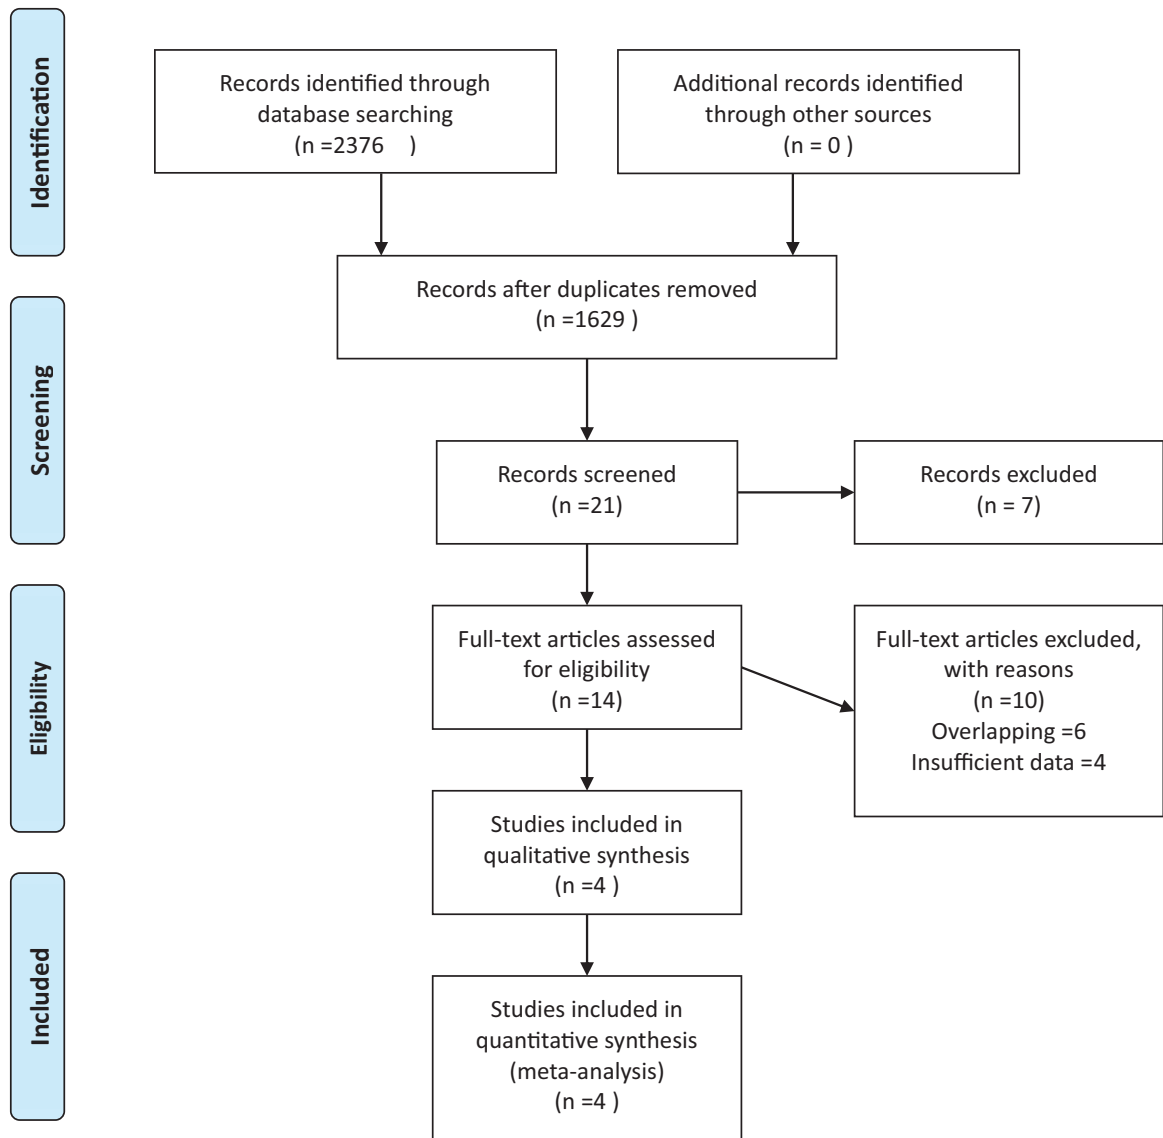 Identification
Records identified through
database searching
(n =2376 )
Additional records identified
through other sources
(n = 0 )
Records after duplicates removed
(n =1629 )
Screening
Records screened
(n =21)
Records excluded
(n = 7)
Eligibility
Full-text articles assessed
for eligibility
(n =14)
Full-text articles excluded,
with reasons
(n =10)
Overlapping =6
Insufficient data =4
Studies included in
qualitative synthesis
(n =4 )
Included
Studies included in
quantitative synthesis
(meta-analysis)
(n =4 )